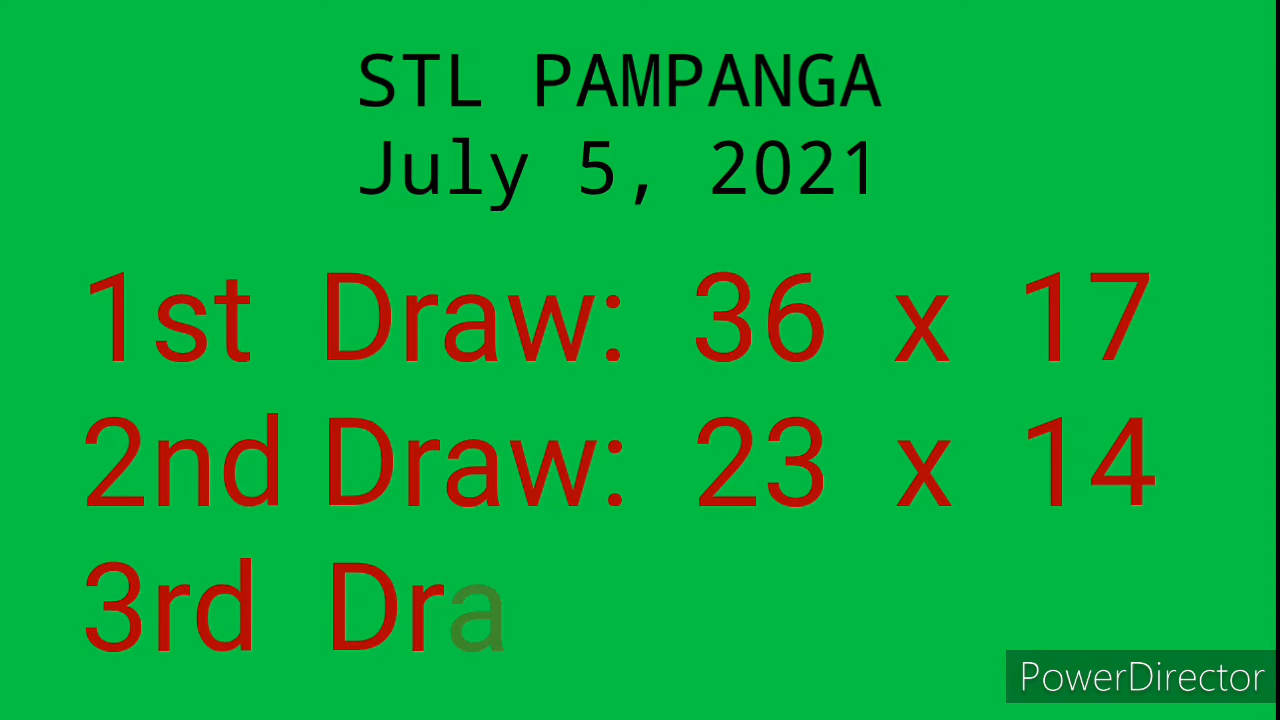 STL PAMPANGA
July 5, 2021
1st Draw: 36 x 17
2nd Draw: 23 x 14
3rd Dra
PowerDirector